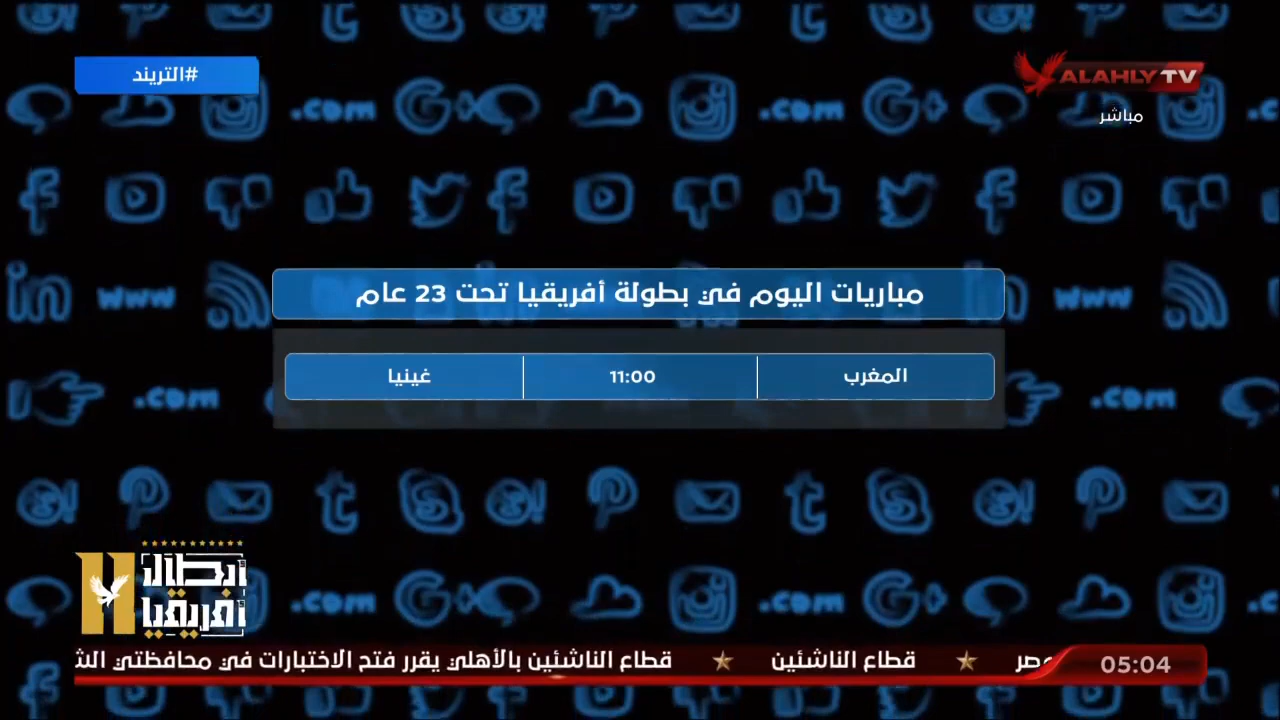 #التريند
ALAHLY TV
مباشر
مباريات اليوم في بطولة أفريقيا تحت 23 عام
المغرب 11:00 غينيا
أبطال
أفريقيا
11
قطاع الناشئين ★ قطاع الناشئين بالأهلي يقرر فتح الاختبارات في محافظتي
05:04